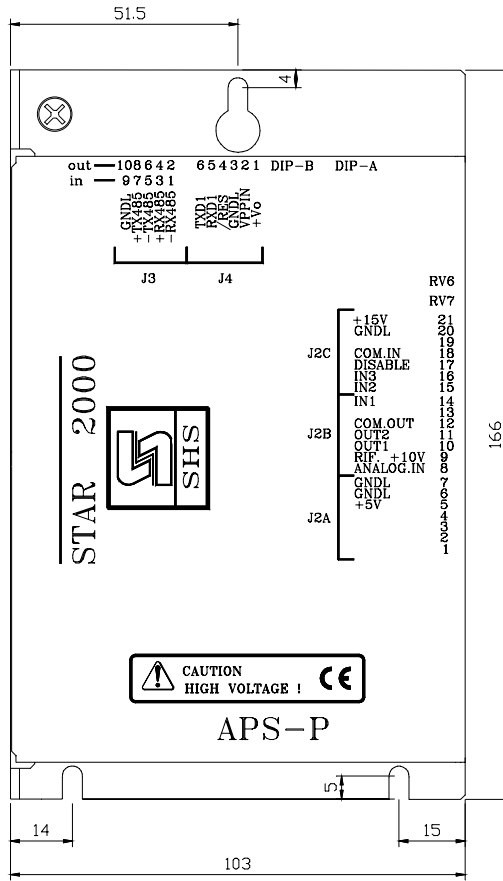 51.5
4
out 108642 654321 DIP-B DIP-A
in 97531
GNDL
+TX485
-TX485
+RX485
-RX485
TXD1
RXD1
/RES
GNDL
VPPIN
+Vo
J3 J4
RV6
RV7
J2C
+15V 21
GNDL 20
19
COM.IN 18
DISABLE 17
IN3 16
IN2 15
J2B
IN1 14
13
COM.OUT 12
OUT2 11
OUT1 10
RIF. +10V 9
ANALOG.IN 8
J2A
GNDL 7
GNDL 6
+5V 5
4
3
2
1
166
STAR 2000
SHS
CAUTION
HIGH VOLTAGE !
CE
APS-P
5
14
15
103